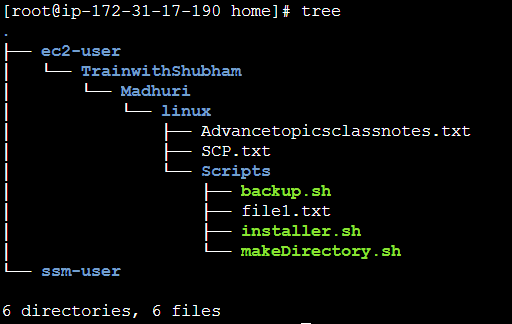 [root@ip-172-31-17-190 home]# tree
.
├── ec2-user
│   └── TrainwithShubham
│       └── Madhuri
│           └── linux
│               ├── Advancetopicsclassnotes.txt
│               ├── SCP.txt
│               └── Scripts
│                   ├── backup.sh
│                   ├── file1.txt
│                   ├── installer.sh
│                   └── makeDirectory.sh
└── ssm-user

6 directories, 6 files